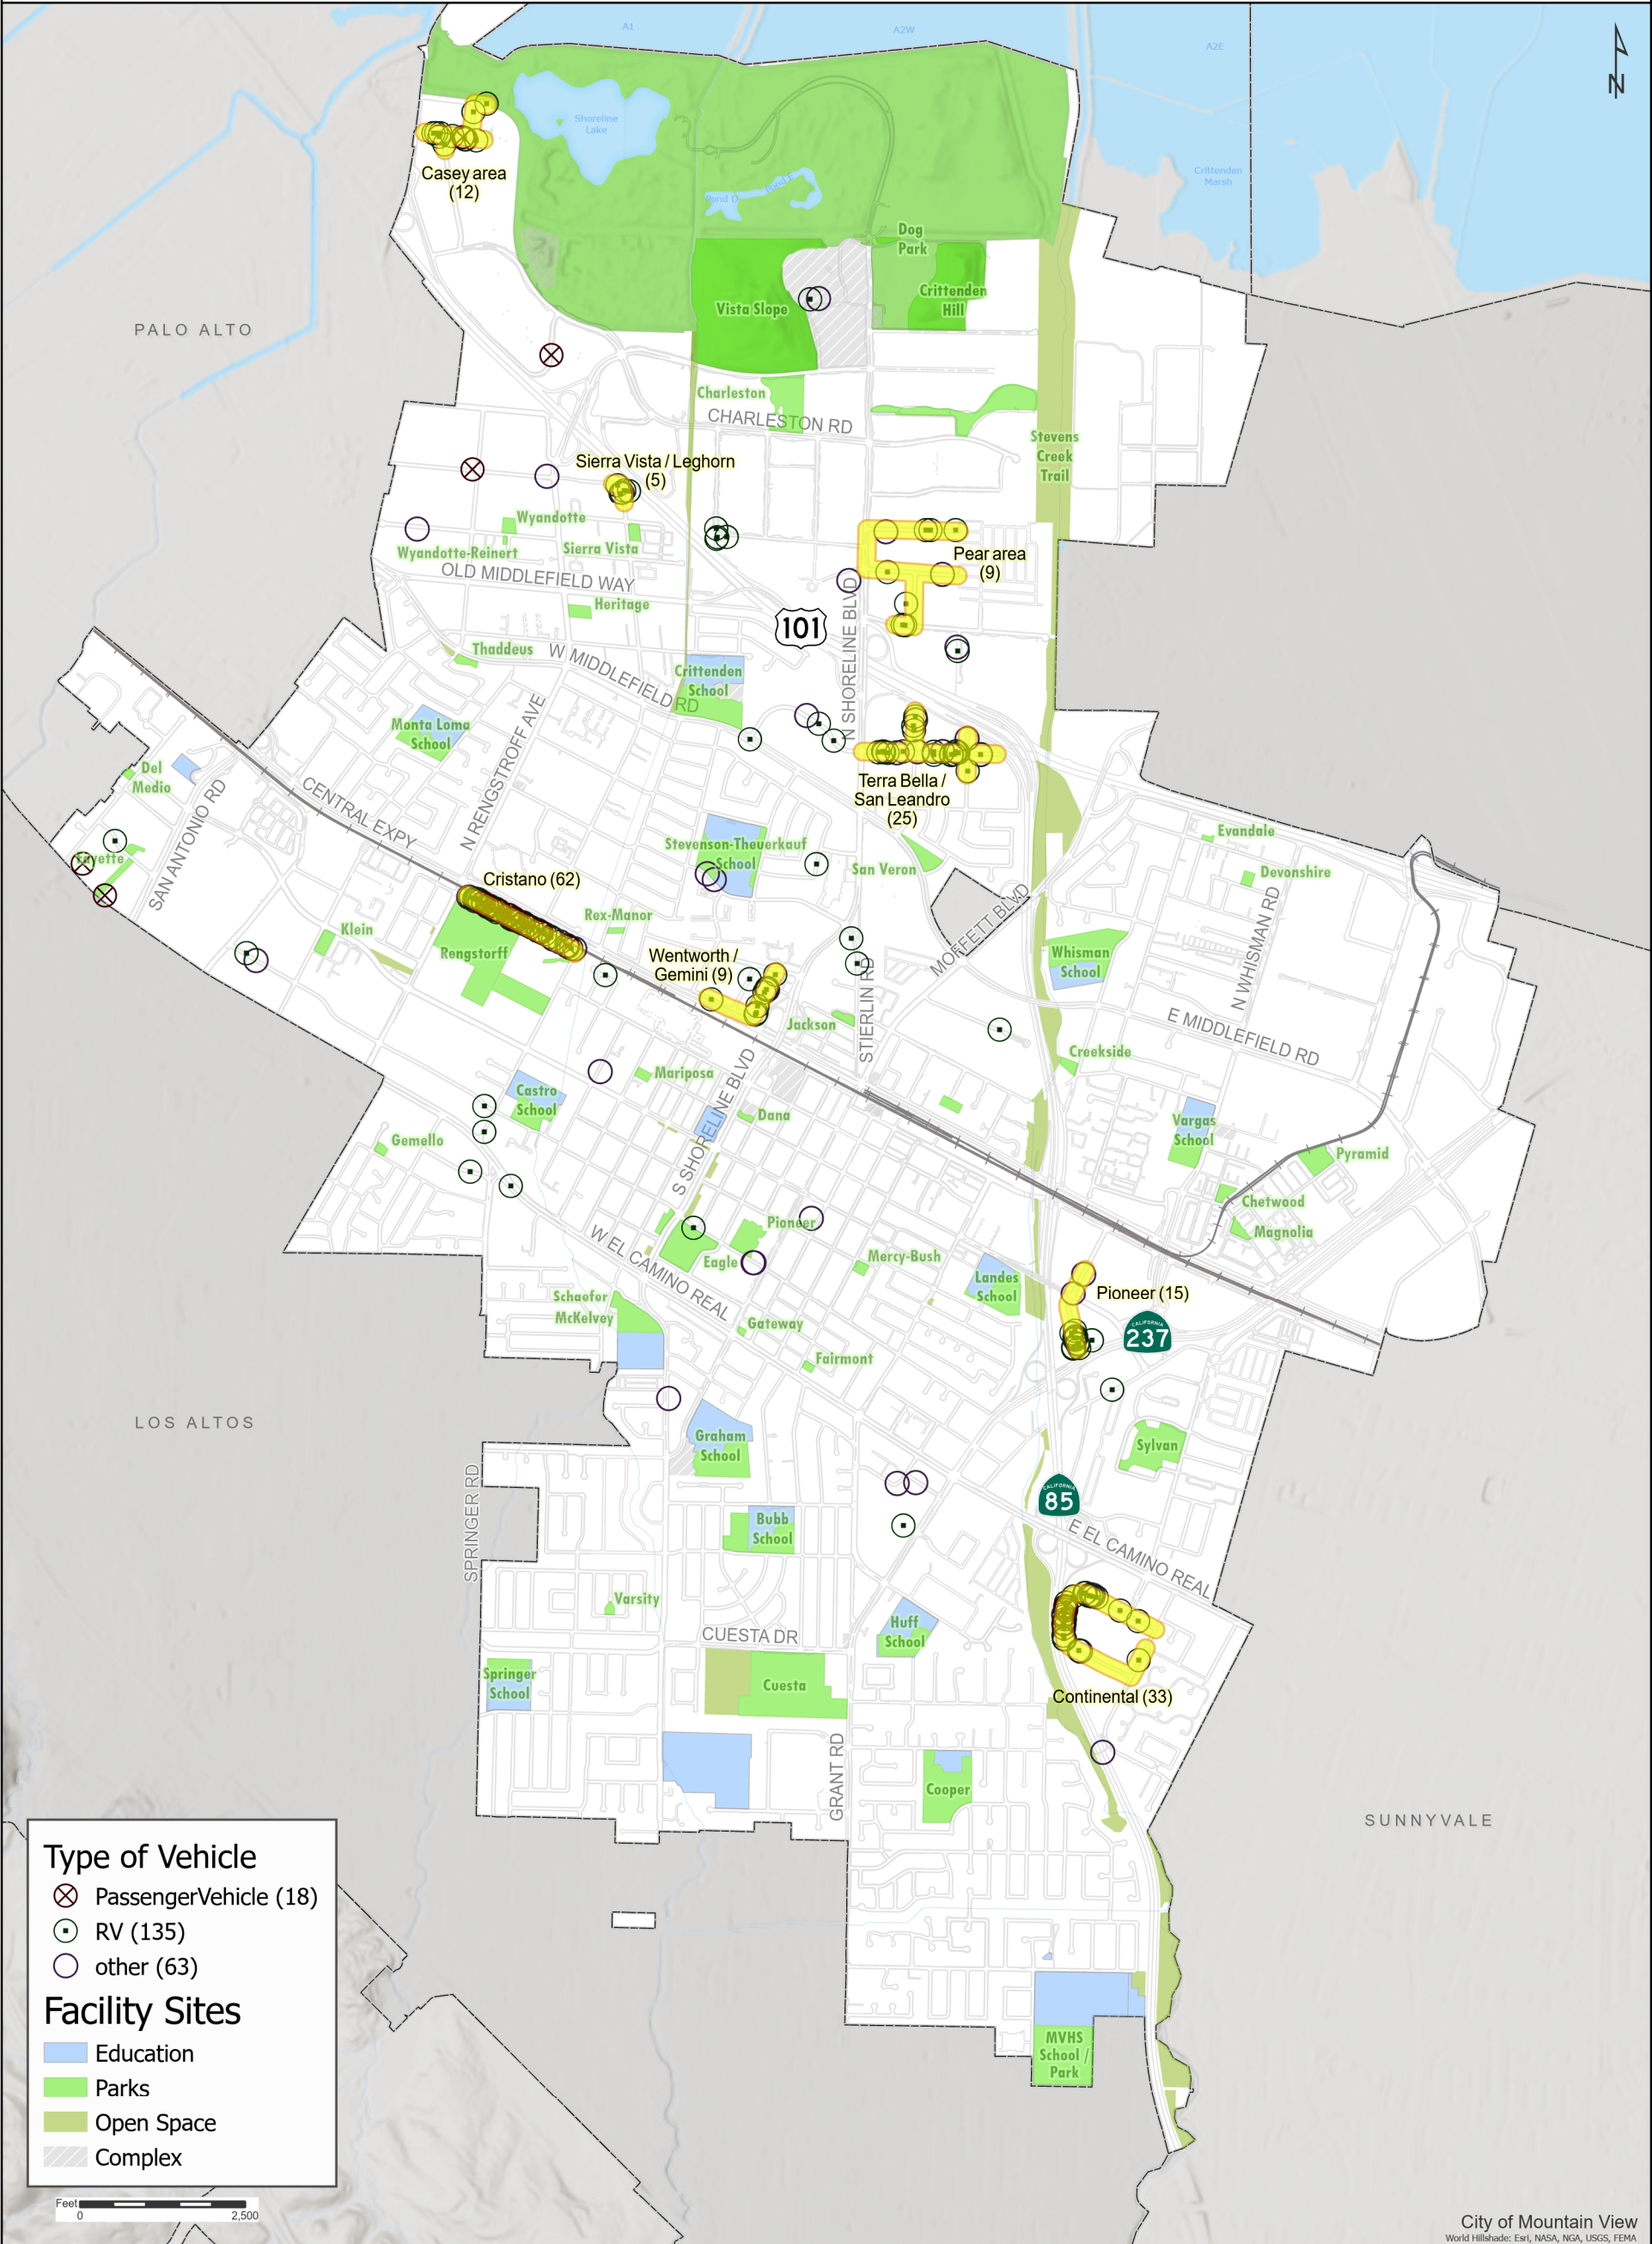 A1
A2W
A2E
N
Shoreline
Lake
Casey area
(12)
Crittenden
Marsh
Pond D
Pond E
Dog
Park
PALO ALTO
Vista Slope
Crittenden
Hill
Charleston
CHARLESTON RD
Stevens
Creek
Trail
Sierra Vista / Leghorn
(5)
Wyandotte
Wyandotte-Reinert
Sierra Vista
Pear area
(9)
OLD MIDDLEFIELD WAY
Heritage
101
N SHORELINE BLVD
Thaddeus
W MIDDLEFIELD RD
Crittenden
School
Monta Loma
School
N RENGSTROFF AVE
Del
Medio
SAN ANTONIO RD
CENTRAL EXPY
Terra Bella /
San Leandro
(25)
Evandale
Stevenson-Theuerkauf
School
San Veron
Devonshire
Fayette
Cristano (62)
MOFFETT BLVD
N WHISMAN RD
Rex-Manor
Klein
Rengstorff
Wentworth /
Gemini (9)
Whisman
School
STIERLIN RD
Jackson
E MIDDLEFIELD RD
Creekside
Mariposa
Castro
School
S SHORELINE BLVD
Dana
Vargas
School
Gemello
Pyramid
Chetwood
Magnolia
Pioneer
W EL CAMINO REAL
Eagle
Mercy-Bush
Landes
School
Pioneer (15)
Schaefer
McKelvey
Gateway
CALIFORNIA
237
Fairmont
LOS ALTOS
Graham
School
Sylvan
SPRINGER RD
CALIFORNIA
85
Bubb
School
E EL CAMINO REAL
Varsity
Huff
School
CUESTA DR
Springer
School
Cuesta
Continental (33)
GRANT RD
Cooper
SUNNYVALE
Type of Vehicle
PassengerVehicle (18)
RV (135)
other (63)
Facility Sites
Education
Parks
Open Space
Complex
MVHS
School /
Park
Feet
0
2,500
City of Mountain View
World Hillshade: Esri, NASA, NGA, USGS, FEMA